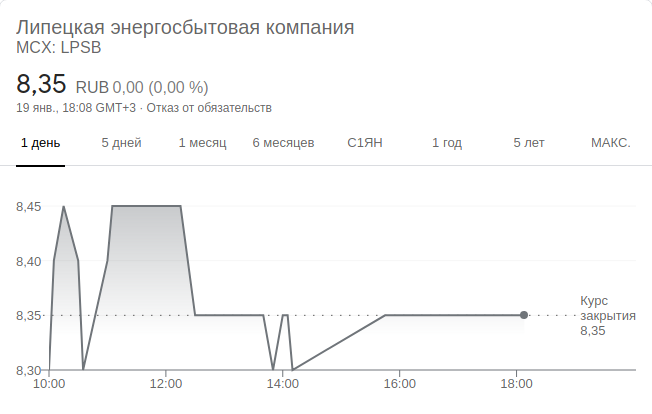 Липецкая энергосбытовая компания
MCX: LPSB
8,35 RUB 0,00 (0,00 %)
19 янв., 18:08 GMT+3 · Отказ от обязательств
1 день 5 дней 1 месяц 6 месяцев С1ЯН 1 год 5 лет МАКС.
8,45
8,40
8,35
8,30
Курс
закрытия
8,35
10:00 12:00 14:00 16:00 18:00